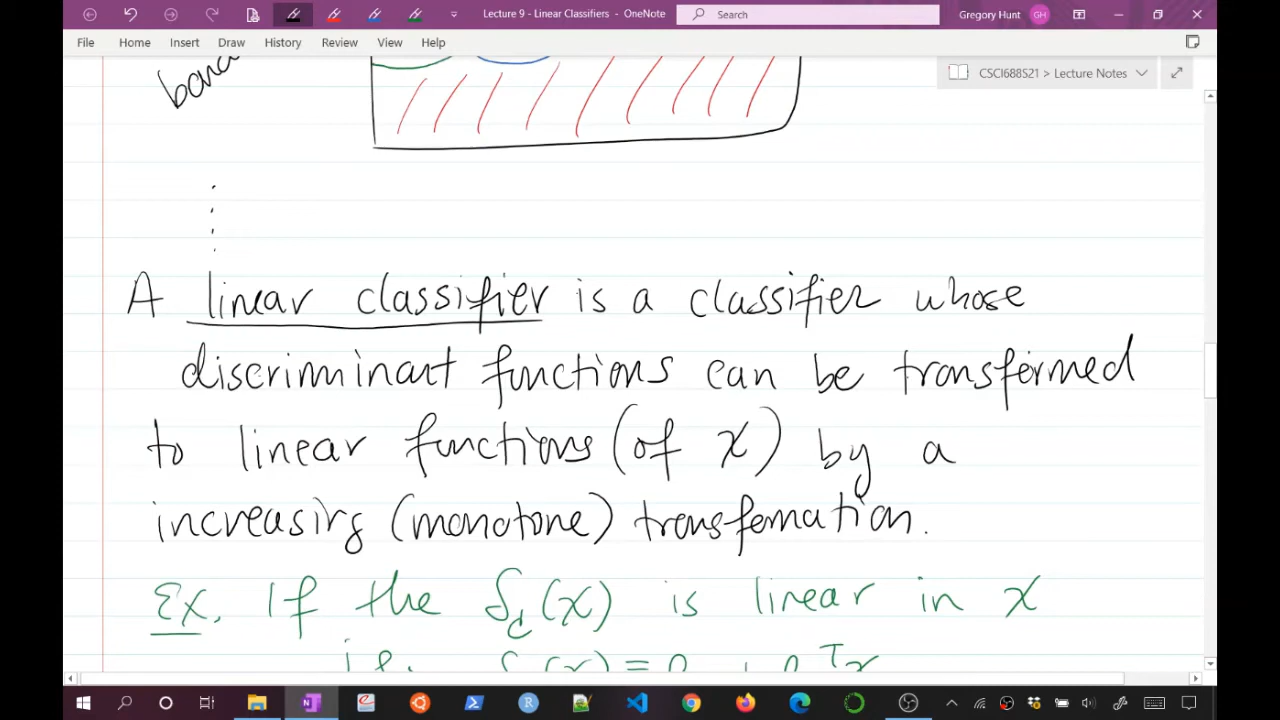 Lecture 9 - Linear Classifiers - OneNote
Search
Gregory Hunt
GH
File Home Insert Draw History Review View Help
CSCI688S21 > Lecture Notes
A linear classifier is a classifier whose
discriminant functions can be transformed
to linear functions (of x) by a
increasing (monotone) transformation.
Ex. If the δc(x) is linear in x